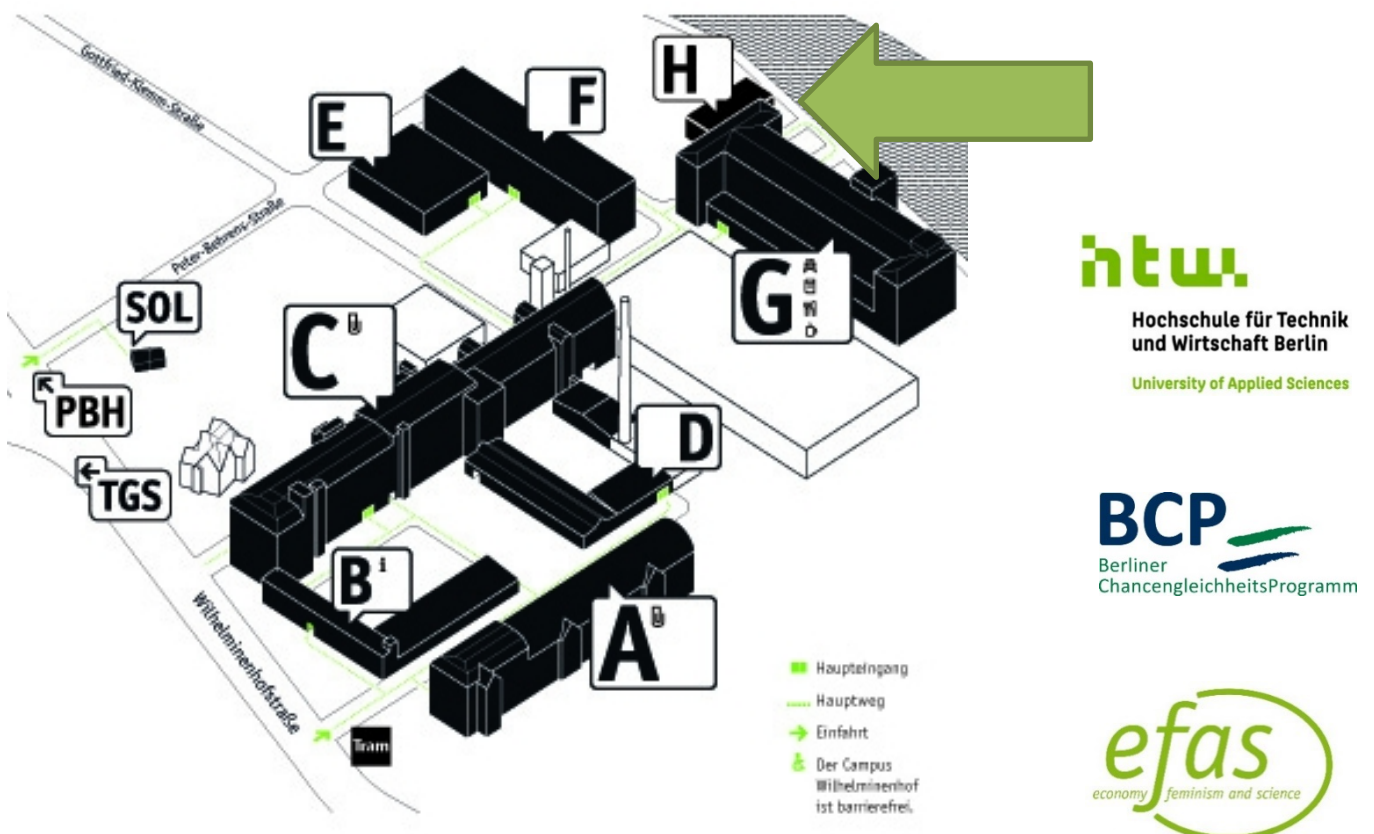 Gottfried-Klemm-Straße
H
F
E
Peter-Behrens-Straße
SOL
G
C
PBH
D
TGS
B i
A
Wilhelminenhofstraße
Tram
Haupteingang
Hauptweg
Einfahrt
Der Campus
Wilhelminenhof
ist barrierefrei.
htw.
Hochschule für Technik
und Wirtschaft Berlin
University of Applied Sciences
BCP
Berliner
ChancengleichheitsProgramm
efas
economy feminism and science